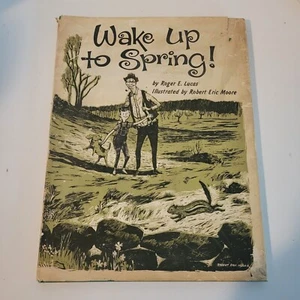 Wake Up
to Spring!
by Roger E. Lucas
Illustrated by Robert Eric Moore